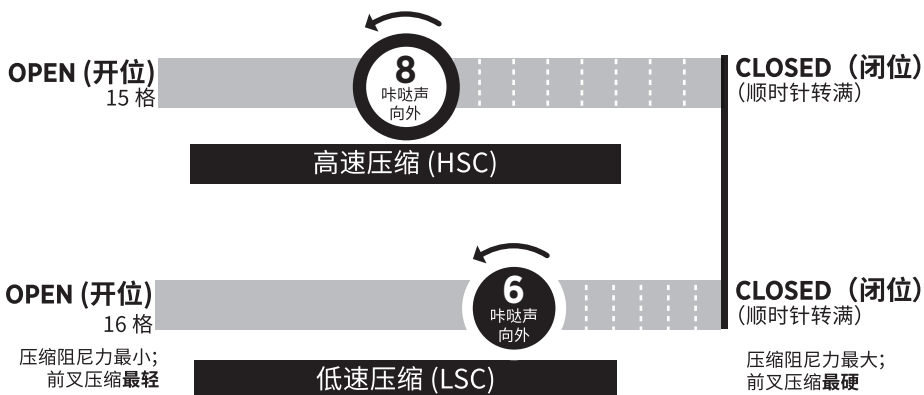 OPEN (开位)
15 格
8
咔哒声
向外
CLOSED（闭位）
（顺时针转满）
高速压缩 (HSC)
OPEN (开位)
16 格
压缩阻尼力最小；
前叉压缩最轻
6
咔哒声
向外
CLOSED（闭位）
（顺时针转满）
压缩阻尼力最大；
前叉压缩最硬
低速压缩 (LSC)